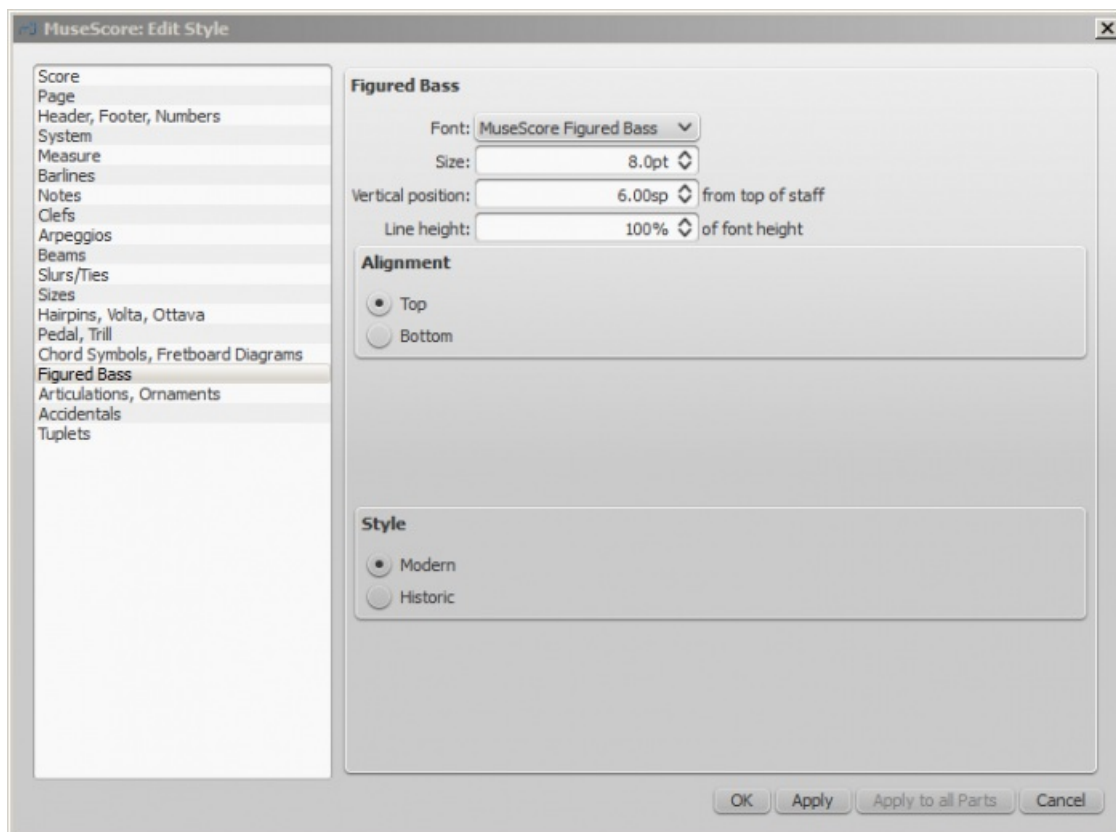 MuseScore: Edit Style
Score
Page
Header, Footer, Numbers
System
Measure
Barlines
Notes
Clefs
Arpeggios
Beams
Slurs/Ties
Sizes
Hairpins, Volta, Ottava
Pedal, Trill
Chord Symbols, Fretboard Diagrams
Figured Bass
Articulations, Ornaments
Accidentals
Tuplets
Figured Bass
Font: MuseScore Figured Bass
Size: 8.0pt
Vertical position: 6.00sp from top of staff
Line height: 100% of font height
Alignment
Top
Bottom
Style
Modern
Historic
OK Apply Apply to all Parts Cancel